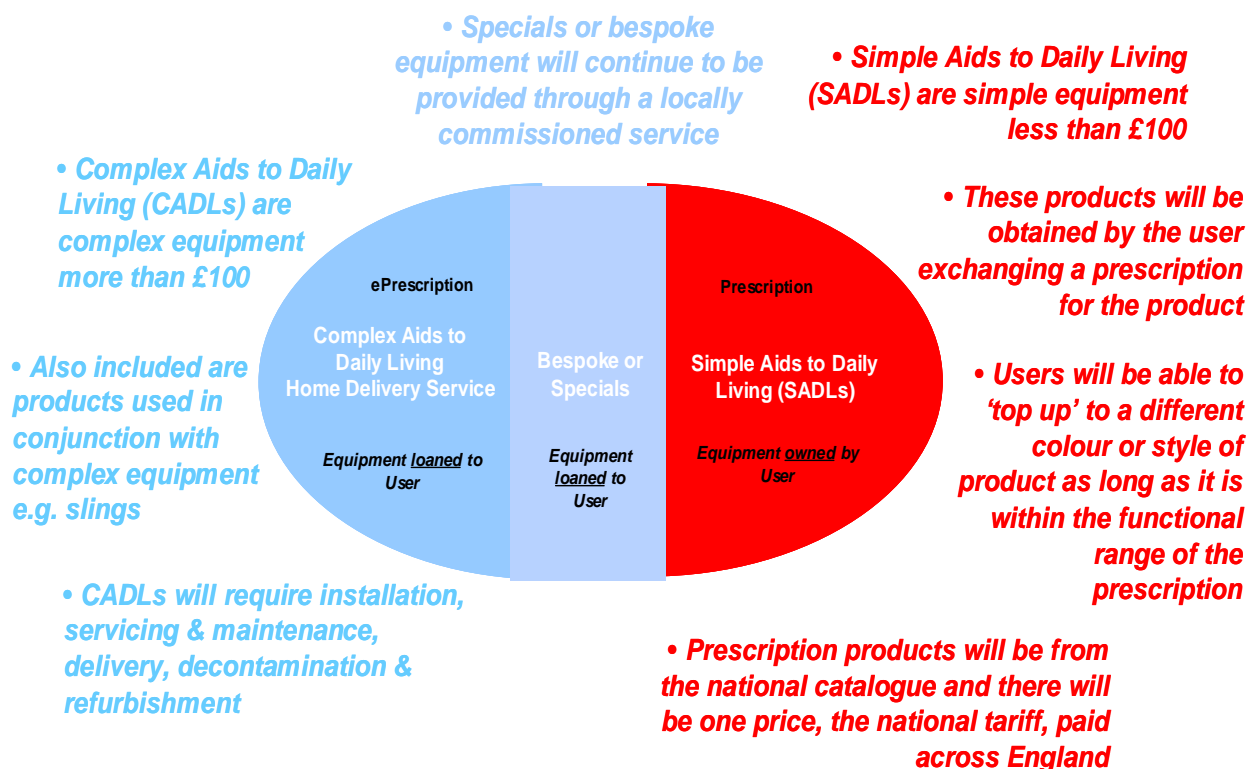 • Specials or bespoke
equipment will continue to be
provided through a locally
commissioned service
• Simple Aids to Daily Living
(SADLs) are simple equipment
less than £100
• Complex Aids to Daily
Living (CADLs) are
complex equipment
more than £100
• These products will be
obtained by the user
exchanging a prescription
for the product
ePrescription
Complex Aids to
Daily Living
Home Delivery Service
Equipment loaned to
User
Bespoke or
Specials
Equipment
loaned to
User
Prescription
Simple Aids to Daily
Living (SADLs)
Equipment owned by
User
• Also included are
products used in
conjunction with
complex equipment
e.g. slings
• Users will be able to
‘top up’ to a different
colour or style of
product as long as it is
within the functional
range of the
prescription
• CADLs will require installation,
servicing & maintenance,
delivery, decontamination &
refurbishment
• Prescription products will be from
the national catalogue and there will
be one price, the national tariff, paid
across England